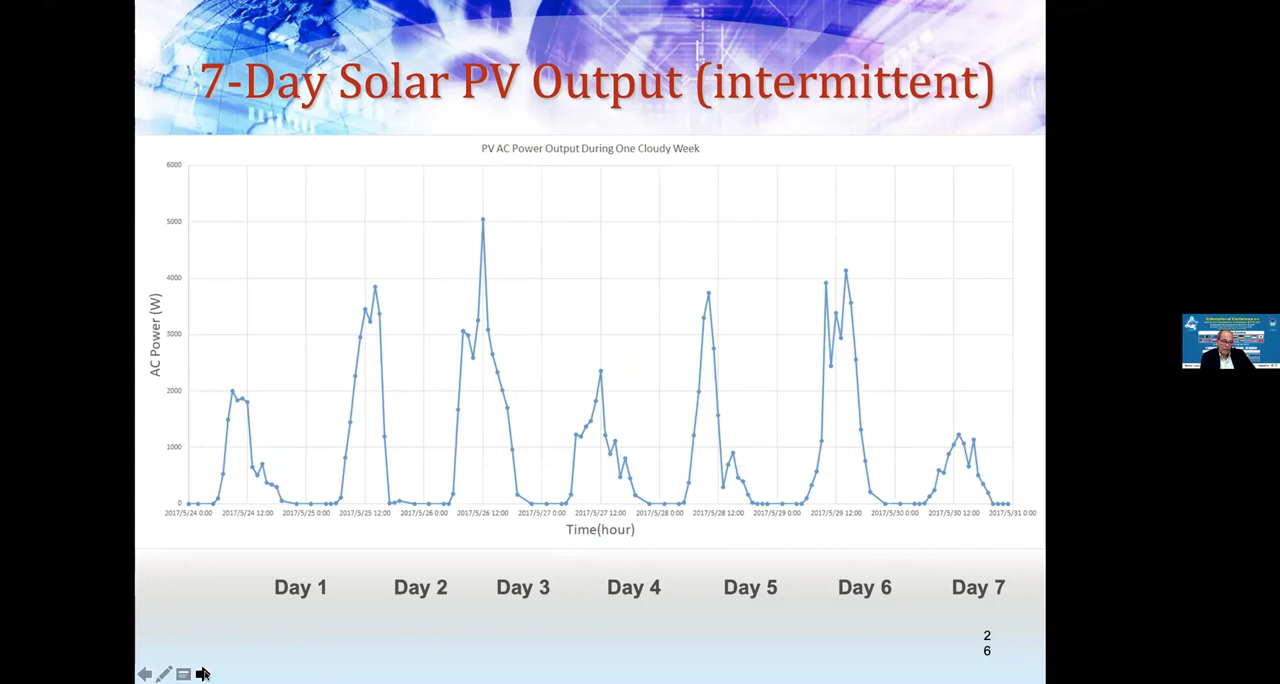 7-Day Solar PV Output (intermittent)
PV AC Power Output During One Cloudy Week
6000
5000
4000
3000
2000
1000
0
AC Power (W)
2017/5/24 0:00 2017/5/24 12:00 2017/5/25 0:00 2017/5/25 12:00 2017/5/26 0:00 2017/5/26 12:00 2017/5/27 0:00 2017/5/27 12:00 2017/5/28 0:00 2017/5/28 12:00 2017/5/29 0:00 2017/5/29 12:00 2017/5/30 0:00 2017/5/30 12:00 2017/5/31 0:00
Time(hour)
Day 1 Day 2 Day 3 Day 4 Day 5 Day 6 Day 7
2
6
International Conference on